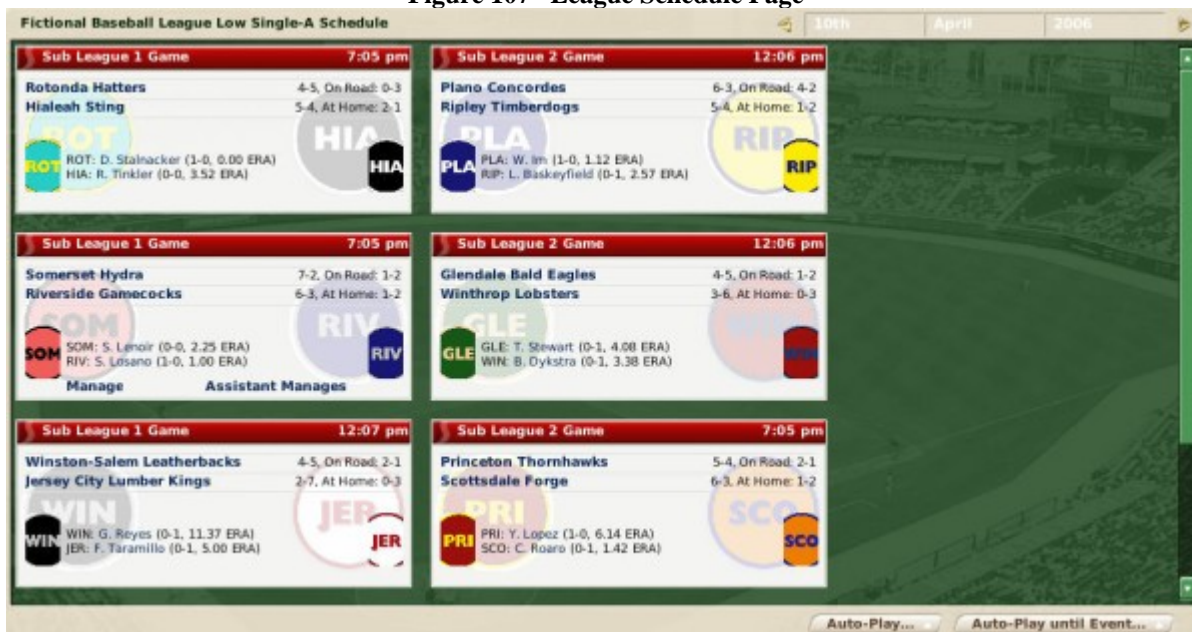 Figure 107 League Schedule Page
Fictional Baseball League Low Single-A Schedule
10th April 2006
Sub League 1 Game 7:05 pm
Rotonda Hatters 4-5, On Road: 0-3
Hialeah Sting 5-4, At Home: 2-1
ROT HIA
ROT HIA
ROT: D. Stalnacker (1-0, 0.00 ERA)
HIA: R. Tinkler (0-0, 3.52 ERA)
Sub League 2 Game 12:06 pm
Plano Concordes 6-3, On Road: 4-2
Ripley Timberdogs 5-4, At Home: 1-2
PLA RIP
PLA RIP
PLA: W. Im (1-0, 1.12 ERA)
RIP: L. Baskeyfield (0-1, 2.57 ERA)
Sub League 1 Game 7:05 pm
Somerset Hydra 7-2, On Road: 1-2
Riverside Gamecocks 6-3, At Home: 1-2
SOM RIV
SOM RIV
SOM: S. Lenoir (0-0, 2.25 ERA)
RIV: S. Losano (1-0, 1.00 ERA)
Manage Assistant Manages
Sub League 2 Game 12:06 pm
Glendale Bald Eagles 4-5, On Road: 1-2
Winthrop Lobsters 3-6, At Home: 0-3
GLE WIN
GLE WIN
GLE: T. Stewart (0-1, 4.08 ERA)
WIN: B. Dykstra (0-1, 3.38 ERA)
Sub League 1 Game 12:07 pm
Winston-Salem Leatherbacks 4-5, On Road: 2-1
Jersey City Lumber Kings 2-7, At Home: 0-3
WIN JER
WIN JER
WIN: G. Reyes (0-1, 11.37 ERA)
JER: F. Taramillo (0-1, 5.00 ERA)
Sub League 2 Game 7:05 pm
Princeton Thornhawks 5-4, On Road: 2-1
Scottsdale Forge 6-3, At Home: 1-2
PRI SCO
PRI SCO
PRI: Y. Lopez (1-0, 6.14 ERA)
SCO: C. Roaro (0-1, 1.42 ERA)
Auto-Play... Auto-Play until Event...